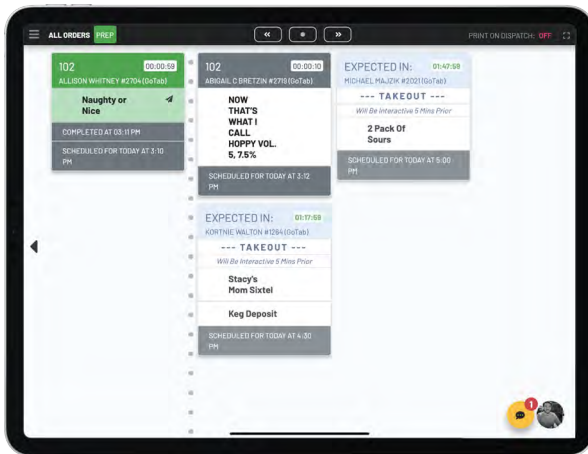 ALL ORDERS PREP
PRINT ON DISPATCH: OFF
102 00:00:59
ALLISON WHITNEY #2704 (GoTab)
Naughty or
Nice
COMPLETED AT 03:11 PM
SCHEDULED FOR TODAY AT 3:10
PM
102 00:00:10
ABIGAIL C BRETZIN #2716 (GoTab)
NOW
THAT'S
WHAT I
CALL
HOPPY VOL.
5, 7.5%
SCHEDULED FOR TODAY AT 3:12
PM
EXPECTED IN: 01:47:59
MICHAEL MAJZIK #2021 (GoTab)
--- TAKEOUT ---
Will Be Interactive 5 Mins Prior
2 Pack Of
Sours
SCHEDULED FOR TODAY AT 5:00
PM
EXPECTED IN: 01:17:59
KORTNIE WALTON #1264 (GoTab)
--- TAKEOUT ---
Will Be Interactive 5 Mins Prior
Stacy's
Mom Sixtel
Keg Deposit
SCHEDULED FOR TODAY AT 4:30
PM
1